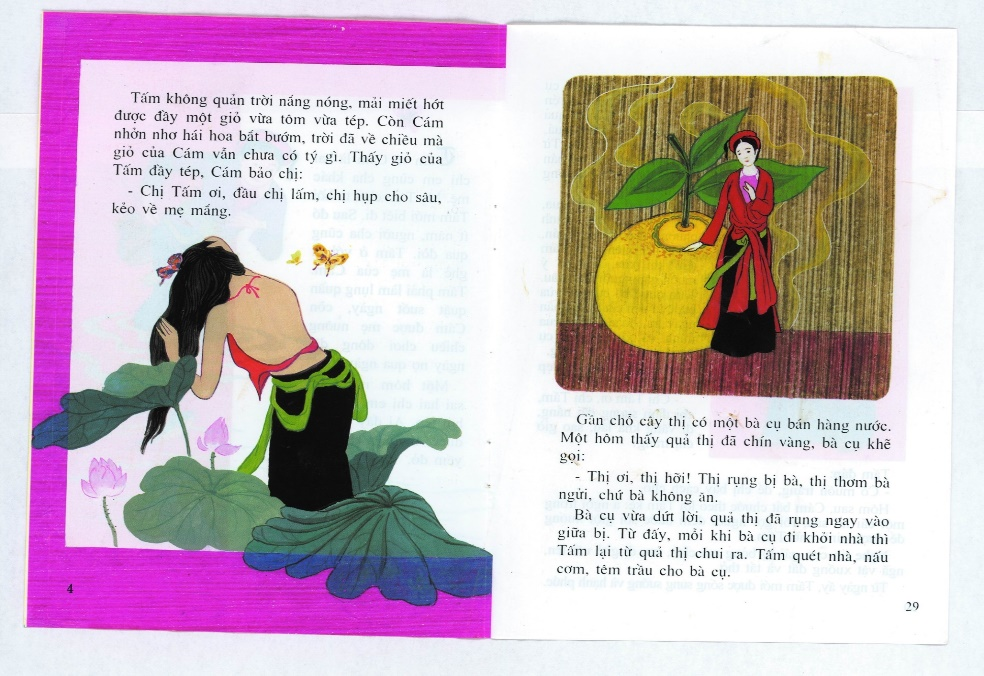 Tấm không quản trời nắng nóng, mải miết hớt
được đầy một giỏ vừa tôm vừa tép. Còn Cám
nhởn nhơ hái hoa bắt bướm, trời đã về chiều mà
giỏ của Cám vẫn chưa có tý gì. Thấy giỏ của
Tấm đầy tép, Cám bảo chị:
- Chị Tấm ơi, đầu chị lấm, chị hụp cho sâu,
kẻo về mẹ mắng.
4
Gần chỗ cây thị có một bà cụ bán hàng nước.
Một hôm thấy quả thị đã chín vàng, bà cụ khẽ
gọi:
- Thị ơi, thị hỡi! Thị rụng bị bà, thị thơm bà
ngửi, chứ bà không ăn.
Bà cụ vừa dứt lời, quả thị đã rụng ngay vào
giữa bị. Từ đấy, mỗi khi bà cụ đi khỏi nhà thì
Tấm lại từ quả thị chui ra. Tấm quét nhà, nấu
cơm, têm trầu cho bà cụ.
29